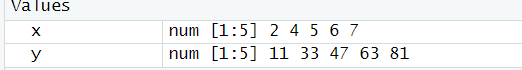 Values
x num [1:5] 2 4 5 6 7
y num [1:5] 11 33 47 63 81